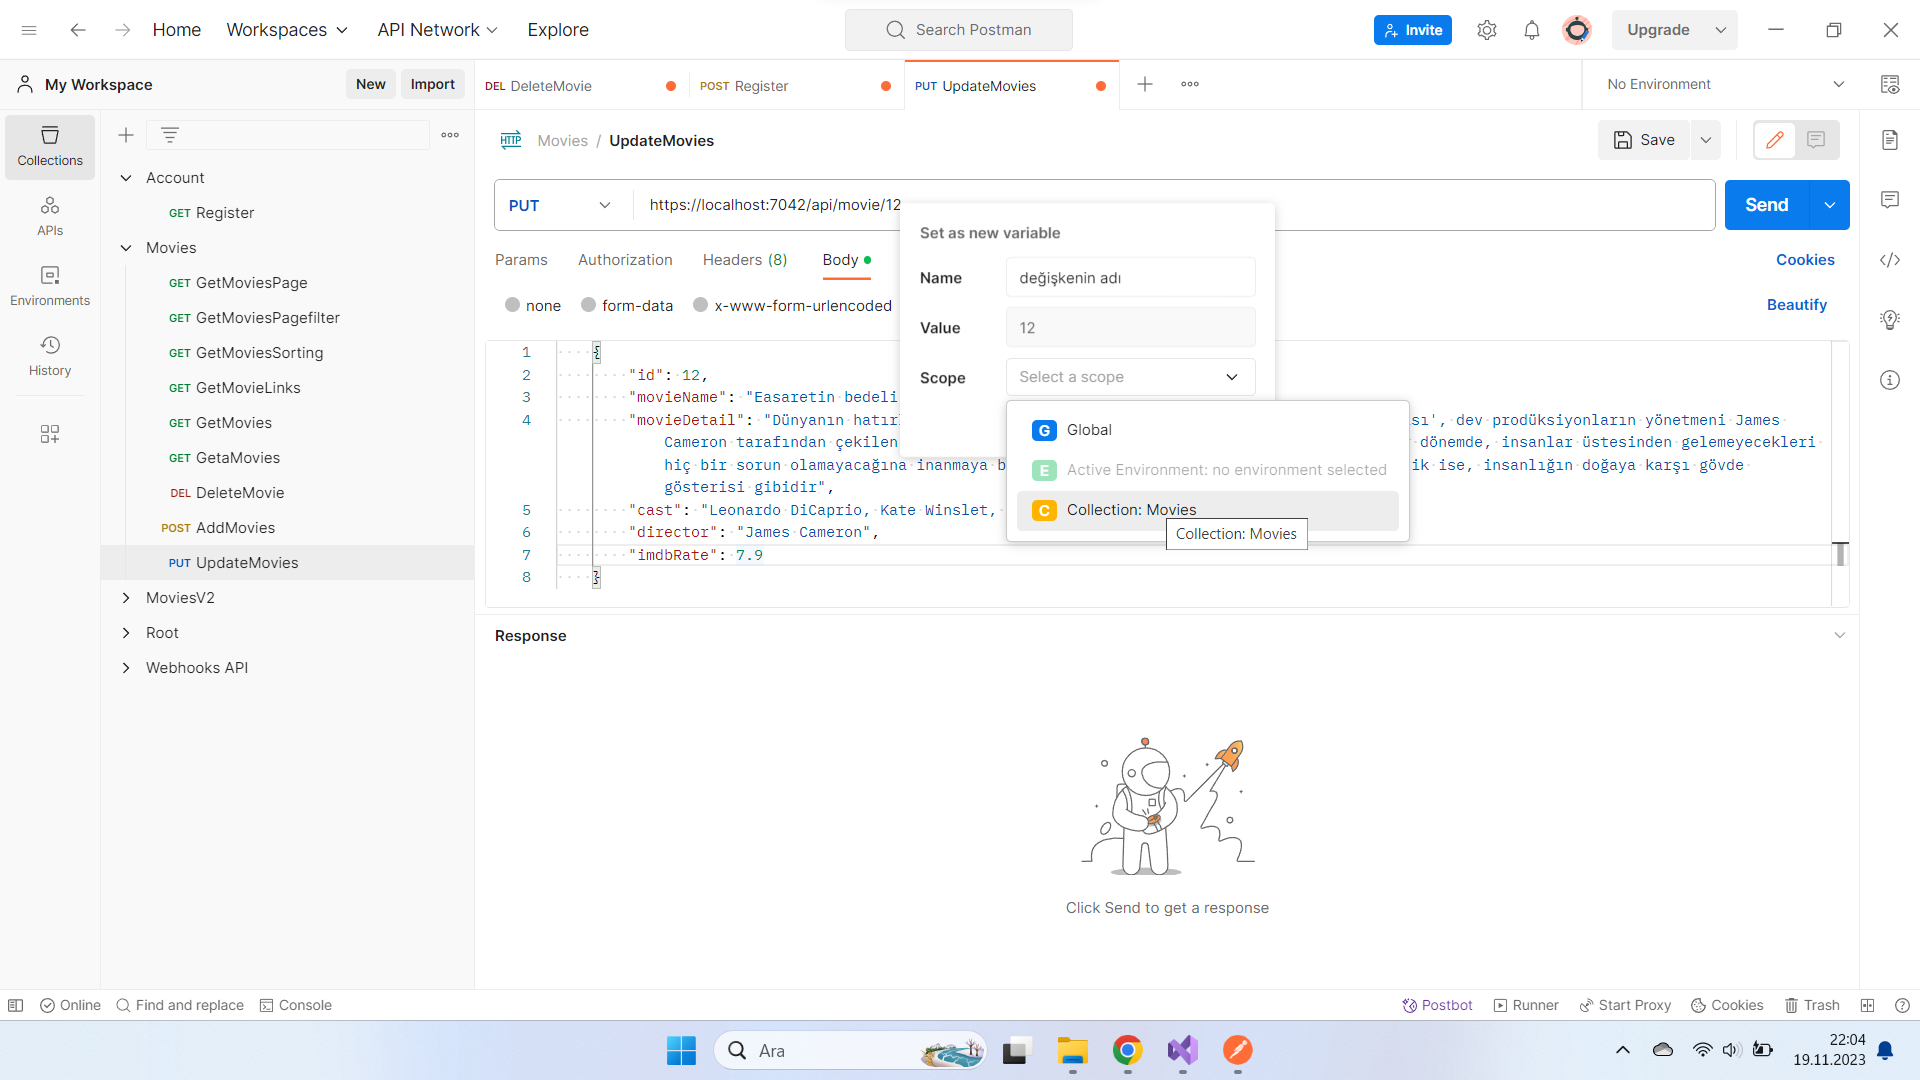 Home
Workspaces
API Network
Explore
Search Postman
Invite
Upgrade
My Workspace
New
Import
DEL DeleteMovie
POST Register
PUT UpdateMovies
No Environment
Collections
APIs
Environments
History
Account
GET Register
Movies
GET GetMoviesPage
GET GetMoviesPagefilter
GET GetMoviesSorting
GET GetMovieLinks
GET GetMovies
GET GetaMovies
DEL DeleteMovie
POST AddMovies
PUT UpdateMovies
MoviesV2
Root
Webhooks API
HTTP Movies / UpdateMovies
Save
PUT
https://localhost:7042/api/movie/12
Send
Params
Authorization
Headers (8)
Body
Cookies
none
form-data
x-www-form-urlencoded
Beautify
Set as new variable
Name
değişkenin adı
Value
12
Scope
Select a scope
G Global
E Active Environment: no environment selected
C Collection: Movies
Collection: Movies
1 {
2 "id": 12,
3 "movieName": "Easaretin bedeli
4 "movieDetail": "Dünyanın hatırl sı', dev prodüksiyonların yönetmeni James
Cameron tarafından çekilen dönemde, insanlar üstesinden gelemeyecekleri
hiç bir sorun olamayacağına inanmaya b ik ise, insanlığın doğaya karşı gövde
gösterisi gibidir",
5 "cast": "Leonardo DiCaprio, Kate Winslet,
6 "director": "James Cameron",
7 "imdbRate": 7.9
8 }
Response
Click Send to get a response
Online
Find and replace
Console
Postbot
Runner
Start Proxy
Cookies
Trash
Ara
22:04
19.11.2023